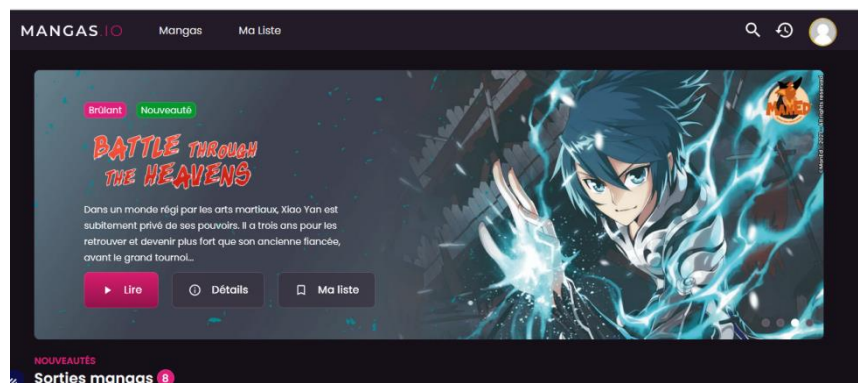 MANGAS.IO Mangas Ma Liste
Brûlant Nouveauté
BATTLE THROUGH
THE HEAVENS
Dans un monde régi par les arts martiaux, Xiao Yan est
subitement privé de ses pouvoirs. Il a trois ans pour les
retrouver et devenir plus fort que son ancienne fiancée,
avant le grand tournoi...
Lire Détails Ma liste
NOUVEAUTÉS
Sorties mangas 8